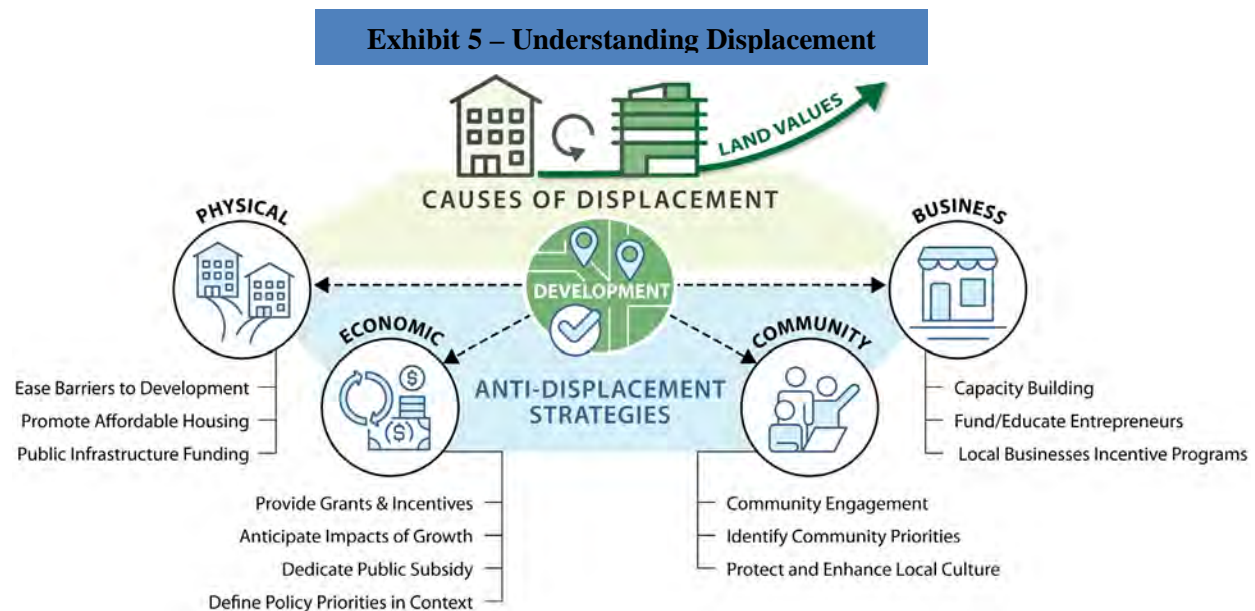 Exhibit 5 – Understanding Displacement
LAND VALUES
CAUSES OF DISPLACEMENT
PHYSICAL
BUSINESS
DEVELOPMENT
ECONOMIC
COMMUNITY
ANTI-DISPLACEMENT
STRATEGIES
Ease Barriers to Development
Promote Affordable Housing
Public Infrastructure Funding
Capacity Building
Fund/Educate Entrepreneurs
Local Businesses Incentive Programs
Provide Grants & Incentives
Anticipate Impacts of Growth
Dedicate Public Subsidy
Define Policy Priorities in Context
Community Engagement
Identify Community Priorities
Protect and Enhance Local Culture
$
($)